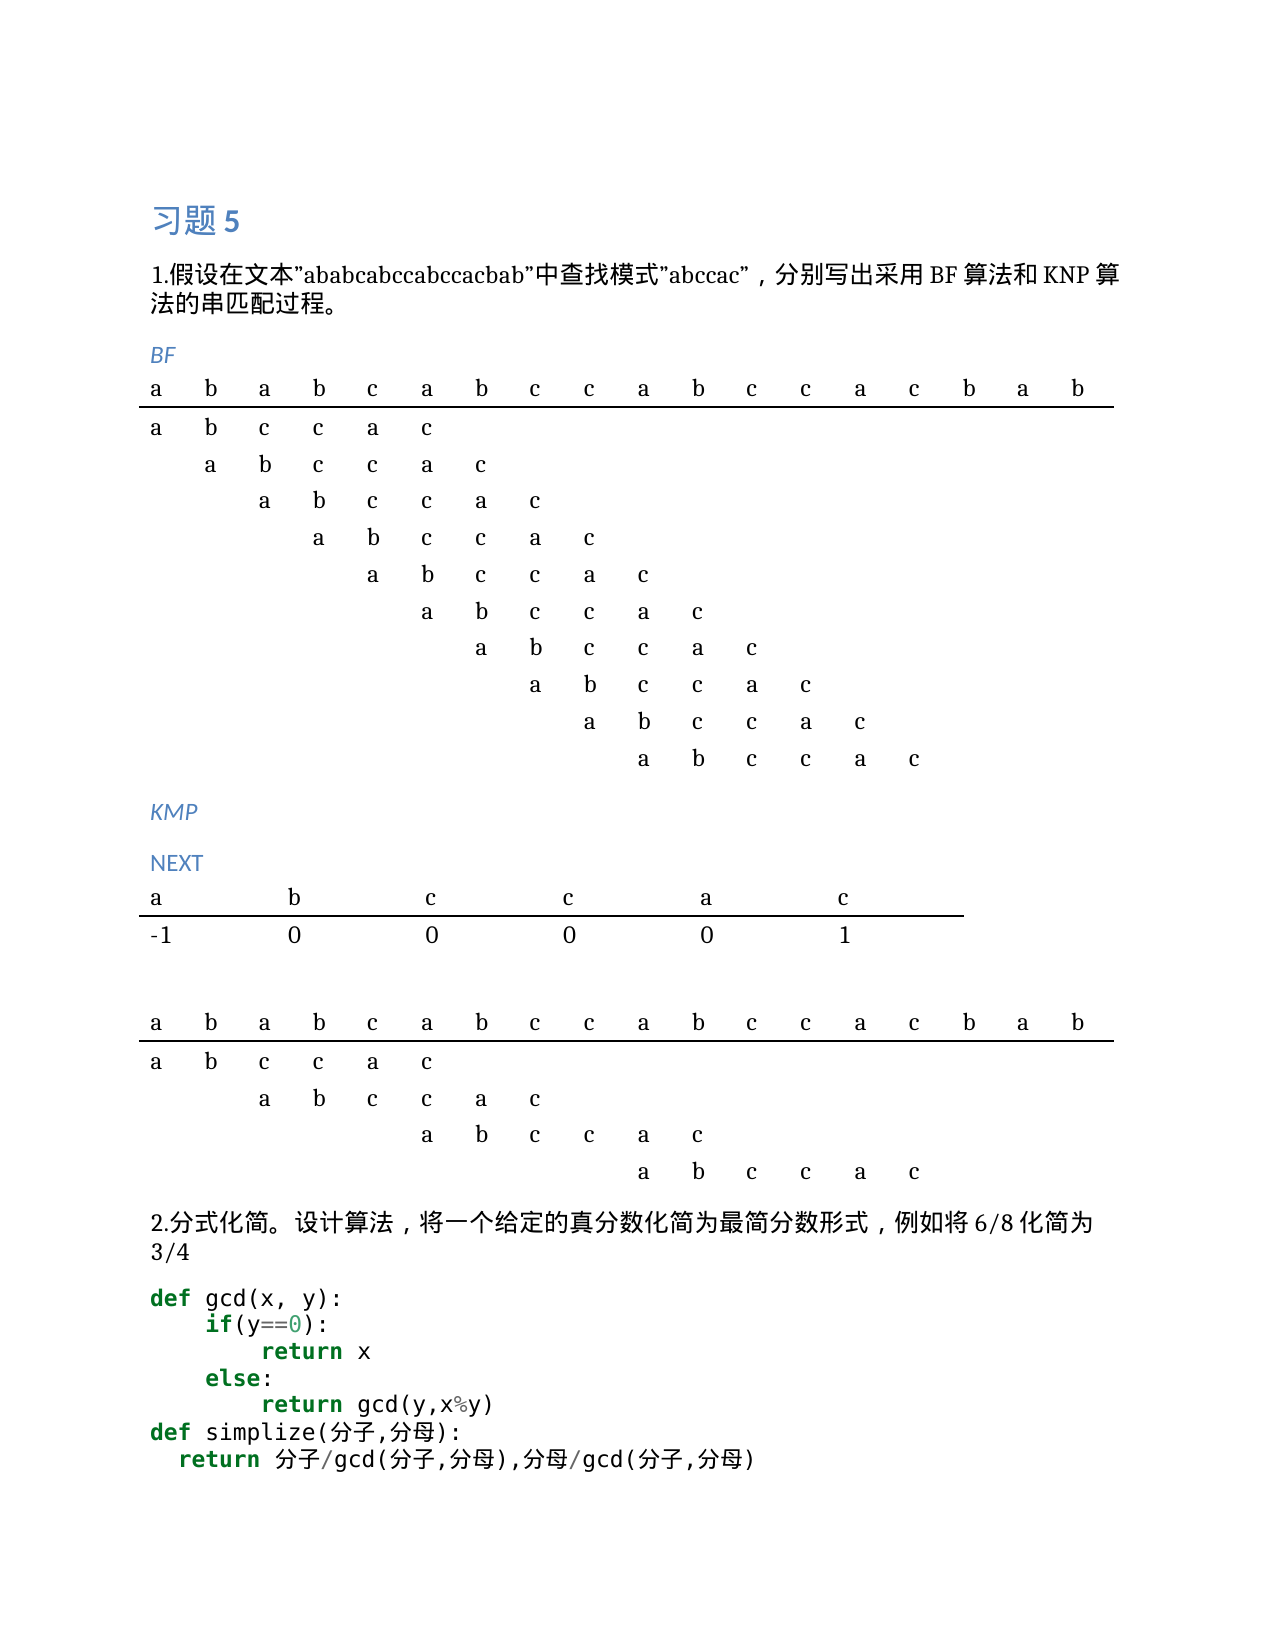 习题 5
1.假设在文本”ababcabccabccacbab”中查找模式”abccac”，分别写出采用 BF 算法和 KNP 算
法的串匹配过程。
BF
a b a b c a b c c a b c c a c b a b
a b c c a c
a b c c a c
a b c c a c
a b c c a c
a b c c a c
a b c c a c
a b c c a c
a b c c a c
a b c c a c
a b c c a c
KMP
NEXT
a b c c a c
-1 0 0 0 0 1
a b a b c a b c c a b c c a c b a b
a b c c a c
a b c c a c
a b c c a c
a b c c a c
2.分式化简。设计算法，将一个给定的真分数化简为最简分数形式，例如将 6/8 化简为
3/4
def gcd(x, y):
    if(y==0):
        return x
    else:
        return gcd(y,x%y)
def simplize(分子,分母):
  return 分子/gcd(分子,分母),分母/gcd(分子,分母)